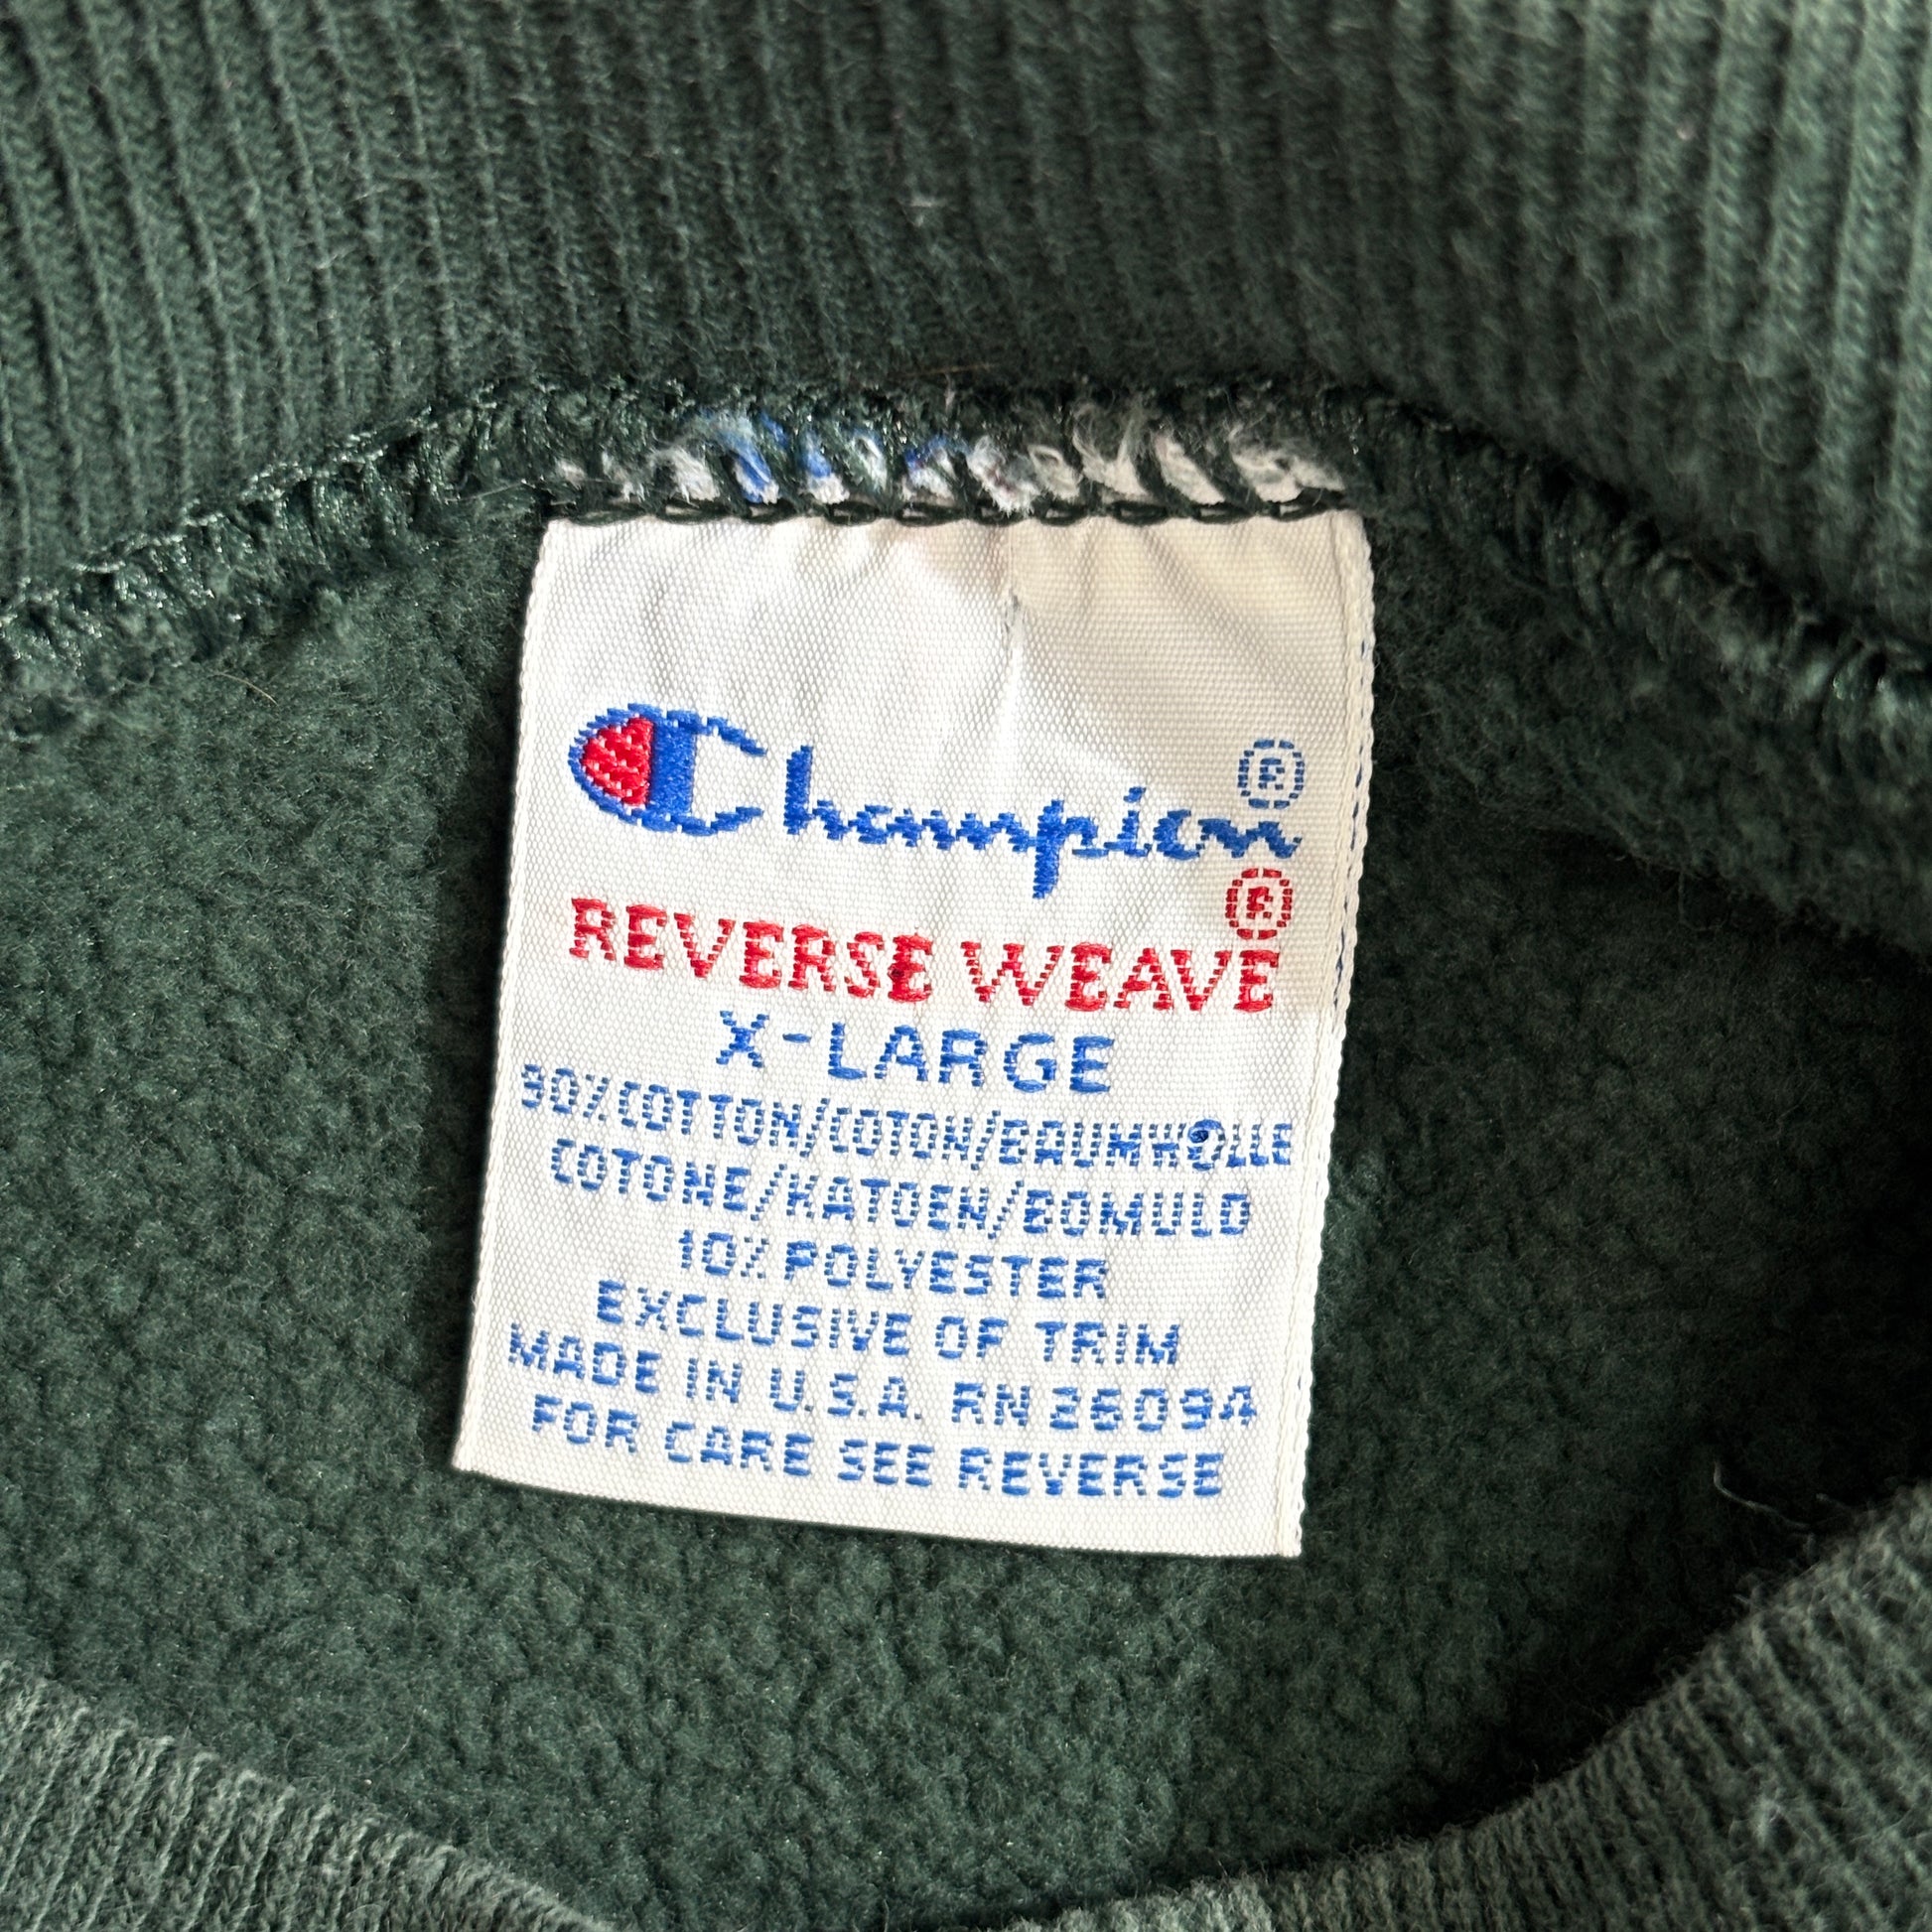 Champion®
REVERSE WEAVE®
X-LARGE
90% COTTON/COTON/BAUMWOLLE
COTONE/KATOEN/BOMULD
10% POLYESTER
EXCLUSIVE OF TRIM
MADE IN U.S.A. RN 26094
FOR CARE SEE REVERSE